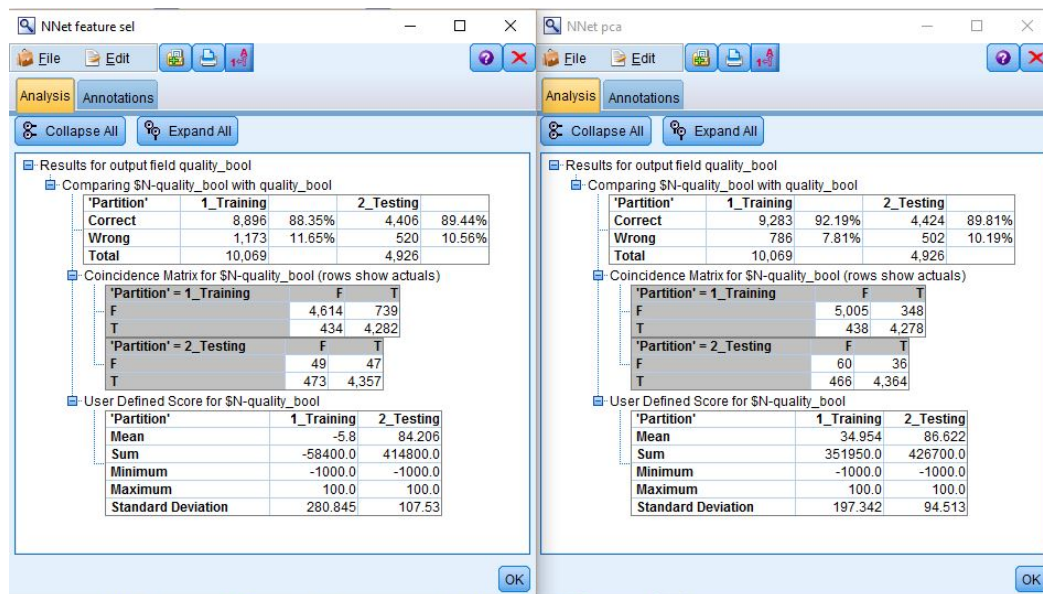 NNet feature sel
File Edit
Analysis Annotations
Collapse All Expand All
Results for output field quality_bool
Comparing $N-quality_bool with quality_bool
'Partition' 1_Training 2_Testing
Correct 8,896 88.35% 4,406 89.44%
Wrong 1,173 11.65% 520 10.56%
Total 10,069 4,926
Coincidence Matrix for $N-quality_bool (rows show actuals)
'Partition' = 1_Training F T
F 4,614 739
T 434 4,282
'Partition' = 2_Testing F T
F 49 47
T 473 4,357
User Defined Score for $N-quality_bool
'Partition' 1_Training 2_Testing
Mean -5.8 84.206
Sum -58400.0 414800.0
Minimum -1000.0 -1000.0
Maximum 100.0 100.0
Standard Deviation 280.845 107.53
OK
NNet pca
File Edit
Analysis Annotations
Collapse All Expand All
Results for output field quality_bool
Comparing $N-quality_bool with quality_bool
'Partition' 1_Training 2_Testing
Correct 9,283 92.19% 4,424 89.81%
Wrong 786 7.81% 502 10.19%
Total 10,069 4,926
Coincidence Matrix for $N-quality_bool (rows show actuals)
'Partition' = 1_Training F T
F 5,005 348
T 438 4,278
'Partition' = 2_Testing F T
F 60 36
T 466 4,364
User Defined Score for $N-quality_bool
'Partition' 1_Training 2_Testing
Mean 34.954 86.622
Sum 351950.0 426700.0
Minimum -1000.0 -1000.0
Maximum 100.0 100.0
Standard Deviation 197.342 94.513
OK